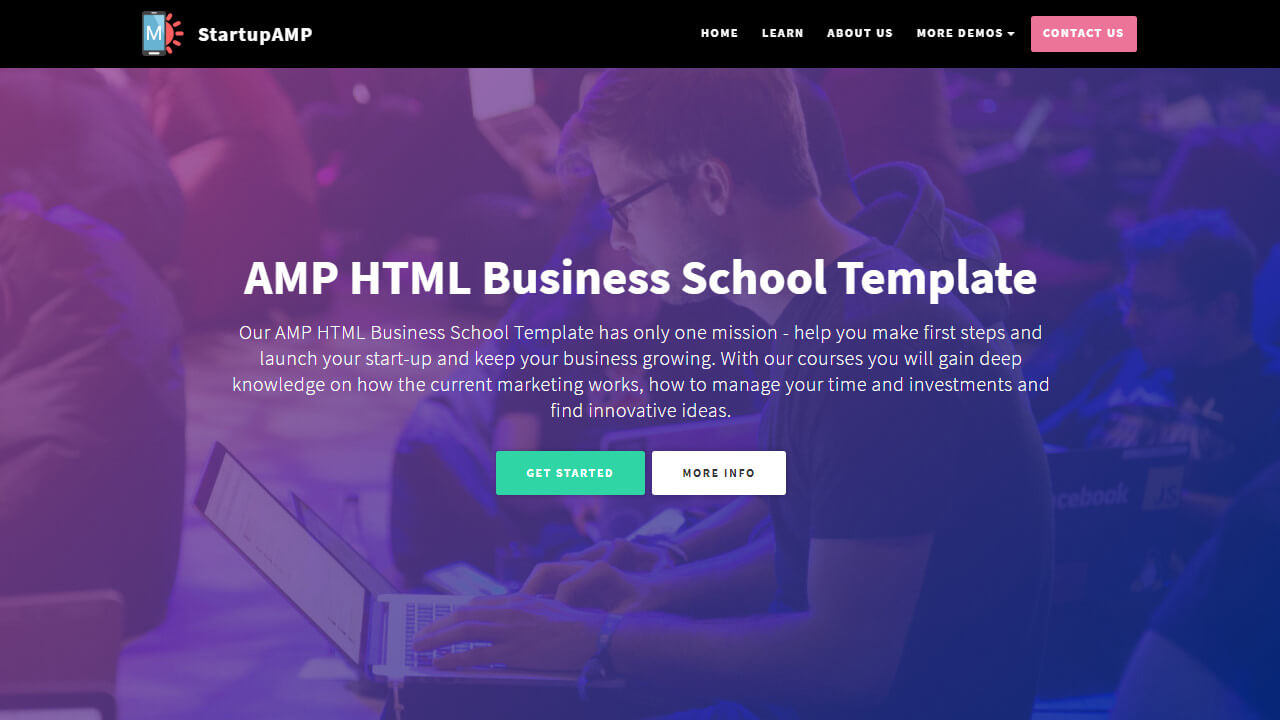 M
StartupAMP
HOME LEARN ABOUT US MORE DEMOS CONTACT US
AMP HTML Business School Template
Our AMP HTML Business School Template has only one mission - help you make first steps and
launch your start-up and keep your business growing. With our courses you will gain deep
knowledge on how the current marketing works, how to manage your time and investments and
find innovative ideas.
GET STARTED MORE INFO
facebook JS